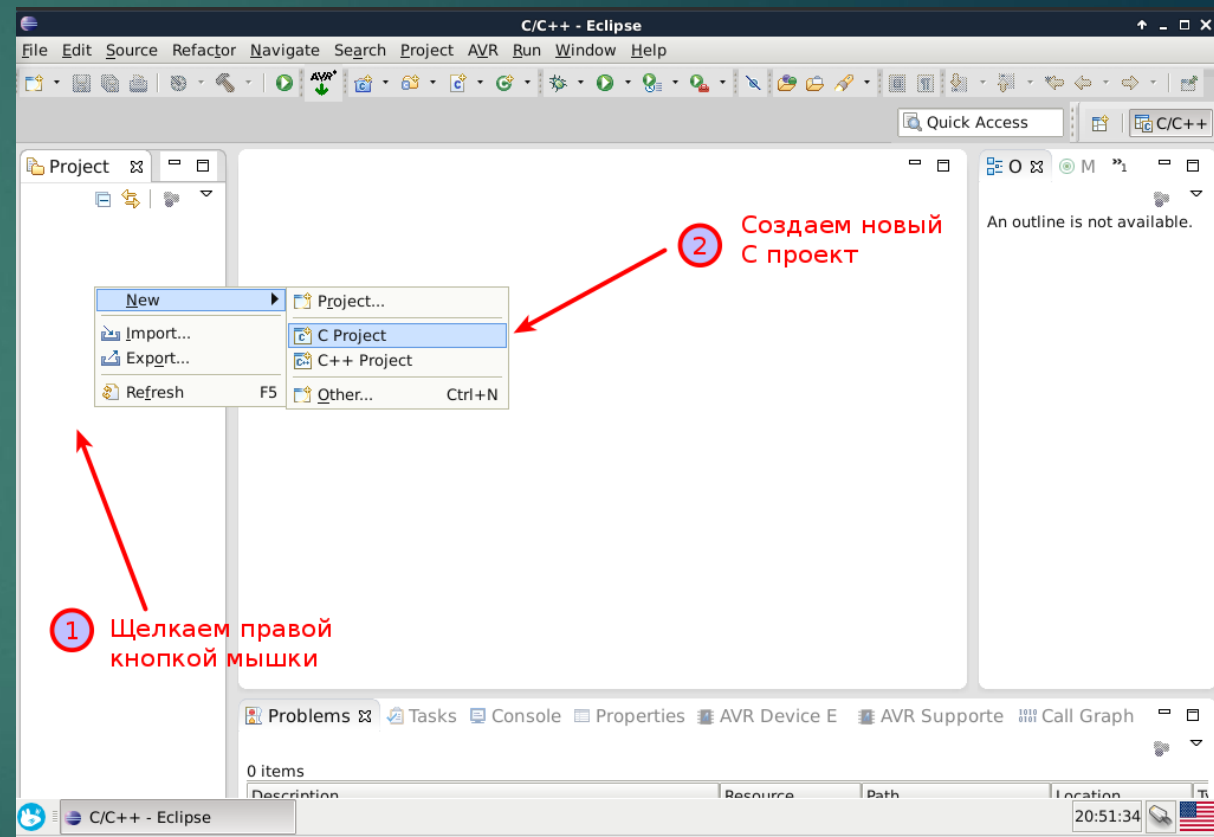 C/C++ - Eclipse
File Edit Source Refactor Navigate Search Project AVR Run Window Help
AVR
Quick Access
C/C++
Project
O
M
»1
An outline is not available.
2 Создаем новый
С проект
New
Project...
Import...
C Project
Export...
C++ Project
Refresh F5
Other... Ctrl+N
1 Щелкаем правой
кнопкой мышки
Problems Tasks Console Properties AVR Device E AVR Supporte Call Graph
0 items
Description Resource Path Location
C/C++ - Eclipse
20:51:34